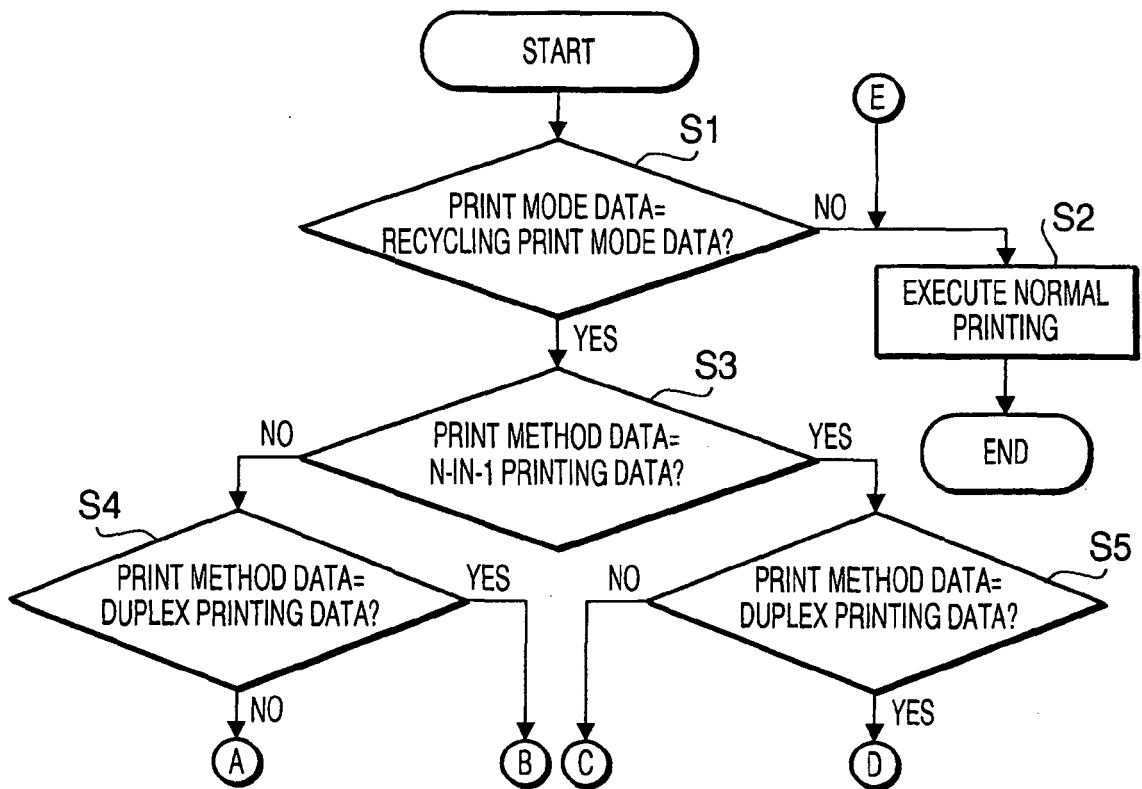 START
E
S1
PRINT MODE DATA=
RECYCLING PRINT MODE DATA?
NO
S2
EXECUTE NORMAL
PRINTING
YES
S3
END
NO
PRINT METHOD DATA=
N-IN-1 PRINTING DATA?
YES
S4
PRINT METHOD DATA=
DUPLEX PRINTING DATA?
YES
NO
PRINT METHOD DATA=
DUPLEX PRINTING DATA?
S5
NO
YES
A
B
C
D